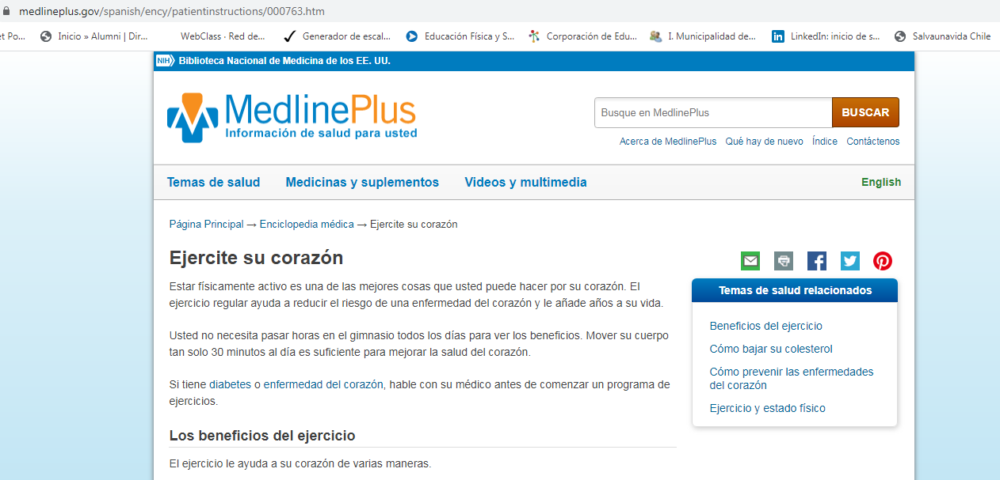 medlineplus.gov/spanish/ency/patientinstructions/000763.htm
et Po... Inicio » Alumni | Dir... WebClass · Red de... Generador de escal... Educación Física y S... Corporación de Edu... I. Municipalidad de... LinkedIn: inicio de s... Salvaunavida Chile
NIH Biblioteca Nacional de Medicina de los EE. UU.
MedlinePlus
Información de salud para usted
Busque en MedlinePlus BUSCAR
Acerca de MedlinePlus Qué hay de nuevo Índice Contáctenos
Temas de salud Medicinas y suplementos Videos y multimedia English
Página Principal → Enciclopedia médica → Ejercite su corazón
Ejercite su corazón
Estar físicamente activo es una de las mejores cosas que usted puede hacer por su corazón. El
ejercicio regular ayuda a reducir el riesgo de una enfermedad del corazón y le añade años a su vida.
Usted no necesita pasar horas en el gimnasio todos los días para ver los beneficios. Mover su cuerpo
tan solo 30 minutos al día es suficiente para mejorar la salud del corazón.
Si tiene diabetes o enfermedad del corazón, hable con su médico antes de comenzar un programa de
ejercicios.
Los beneficios del ejercicio
El ejercicio le ayuda a su corazón de varias maneras.
Temas de salud relacionados
Beneficios del ejercicio
Cómo bajar su colesterol
Cómo prevenir las enfermedades
del corazón
Ejercicio y estado físico